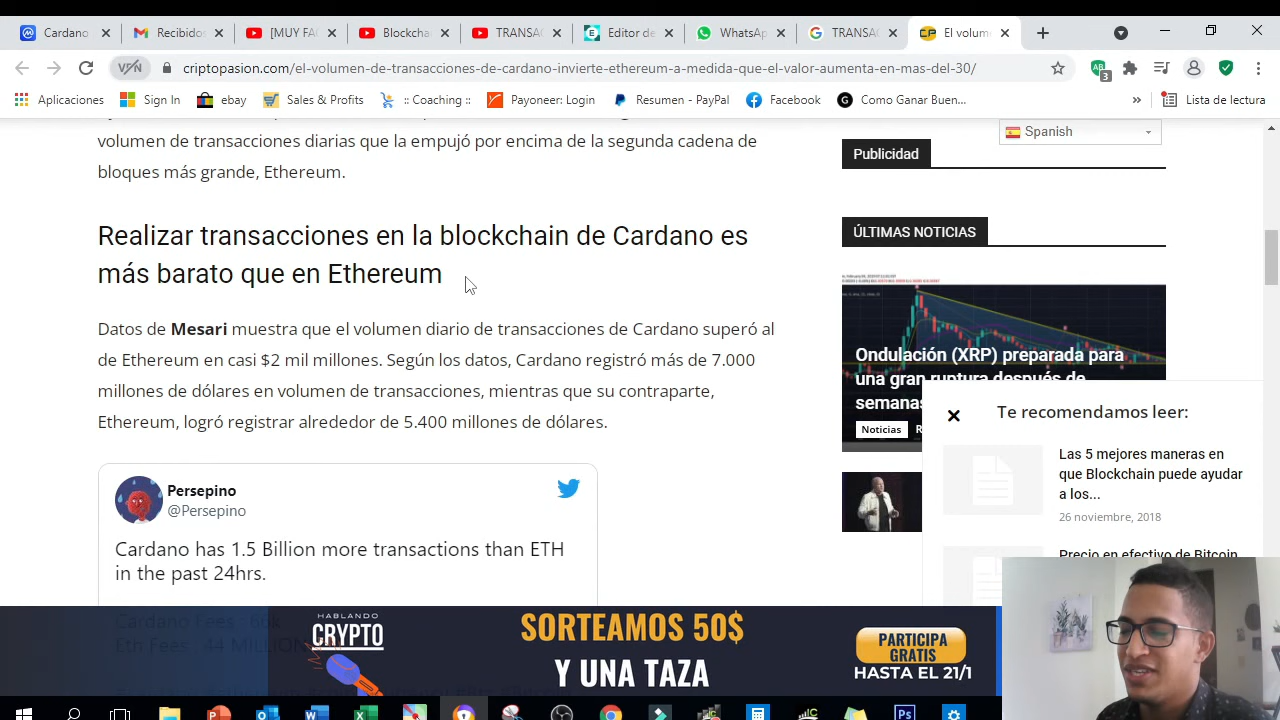 Cardano
Recibidos
[MUY FA
Blockcha
TRANSA
Editor de
WhatsAp
TRANSA
El volum
VPN
criptopasion.com/el-volumen-de-transacciones-de-cardano-invierte-ethereum-a-medida-que-el-valor-aumenta-en-mas-del-30/
3
Aplicaciones
Sign In
ebay
Sales & Profits
:: Coaching ::
Payoneer: Login
Resumen - PayPal
Facebook
Como Ganar Buen...
»
Lista de lectura
volumen de transacciones diarias que la empujó por encima de la segunda cadena de
bloques más grande, Ethereum.
Realizar transacciones en la blockchain de Cardano es
más barato que en Ethereum
Datos de Mesari muestra que el volumen diario de transacciones de Cardano superó al
de Ethereum en casi $2 mil millones. Según los datos, Cardano registró más de 7.000
millones de dólares en volumen de transacciones, mientras que su contraparte,
Ethereum, logró registrar alrededor de 5.400 millones de dólares.
Persepino
@Persepino
Cardano has 1.5 Billion more transactions than ETH
in the past 24hrs.
Cardano Fees : 60k
Eth Fees : 44 MILLION
Spanish
Publicidad
ÚLTIMAS NOTICIAS
Ondulación (XRP) preparada para
una gran ruptura después de
semanas
Noticias
Te recomendamos leer:
Las 5 mejores maneras en
que Blockchain puede ayudar
a los...
26 noviembre, 2018
Precio en efectivo de Bitcoin
HABLANDO
CRYPTO
SORTEAMOS 50$
Y UNA TAZA
PARTICIPA
GRATIS
HASTA EL 21/1